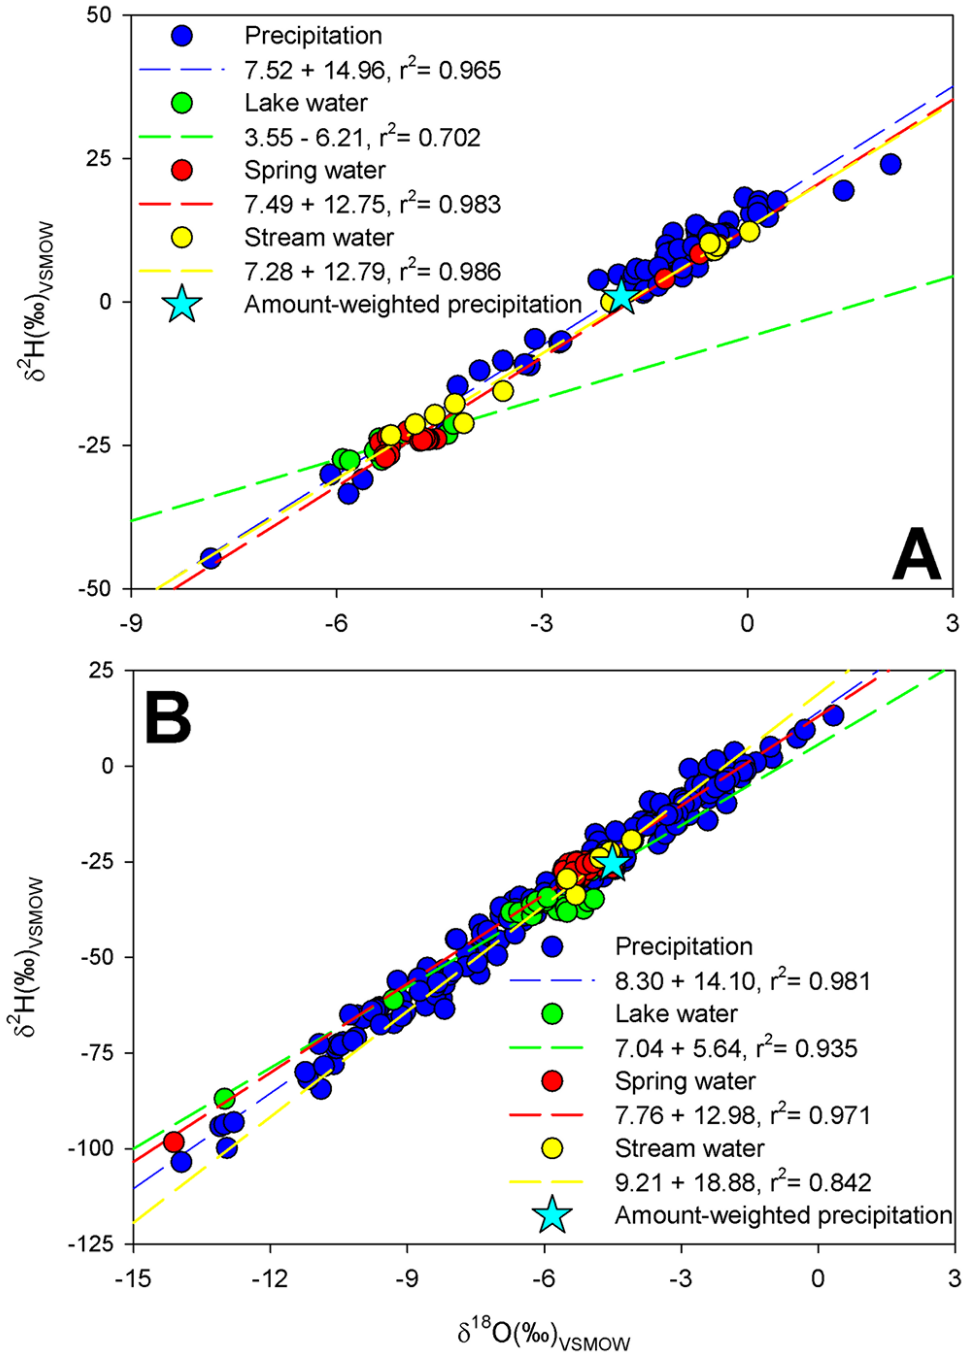 50
25
0
-25
-50
δ²H(‰)VSMOW
Precipitation
7.52 + 14.96, r²= 0.965
Lake water
3.55 - 6.21, r²= 0.702
Spring water
7.49 + 12.75, r²= 0.983
Stream water
7.28 + 12.79, r²= 0.986
Amount-weighted precipitation
A
-9 -6 -3 0 3
25
0
-25
-50
-75
-100
-125
δ²H(‰)VSMOW
B
Precipitation
8.30 + 14.10, r²= 0.981
Lake water
7.04 + 5.64, r²= 0.935
Spring water
7.76 + 12.98, r²= 0.971
Stream water
9.21 + 18.88, r²= 0.842
Amount-weighted precipitation
-15 -12 -9 -6 -3 0 3
δ¹⁸O(‰)VSMOW